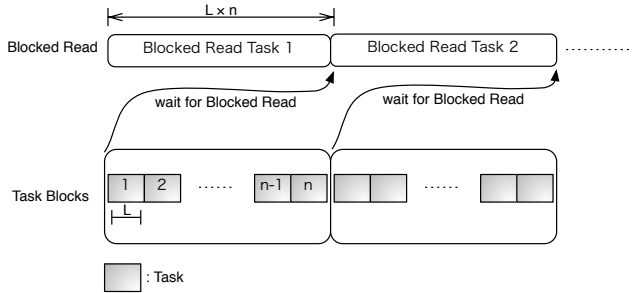 L × n
Blocked Read
Blocked Read Task 1
Blocked Read Task 2
wait for Blocked Read
wait for Blocked Read
Task Blocks
1 2 ...... n-1 n ......
L
: Task